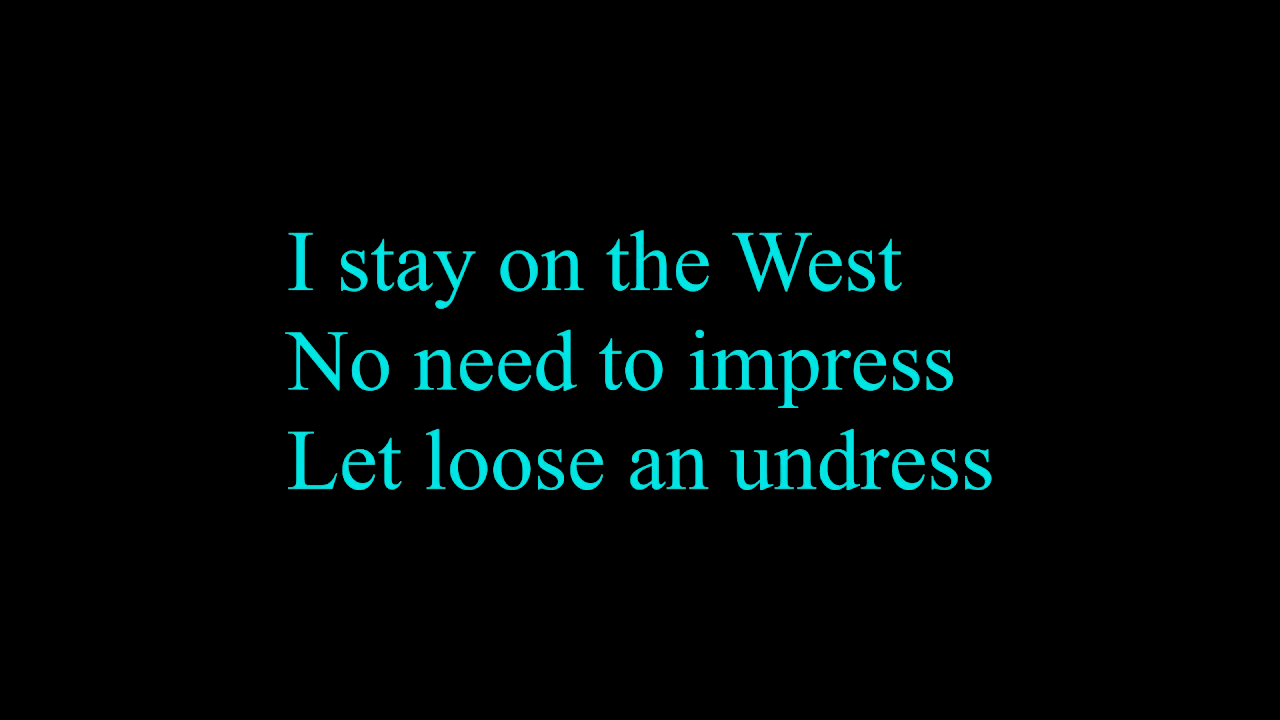 I stay on the West
No need to impress
Let loose an undress